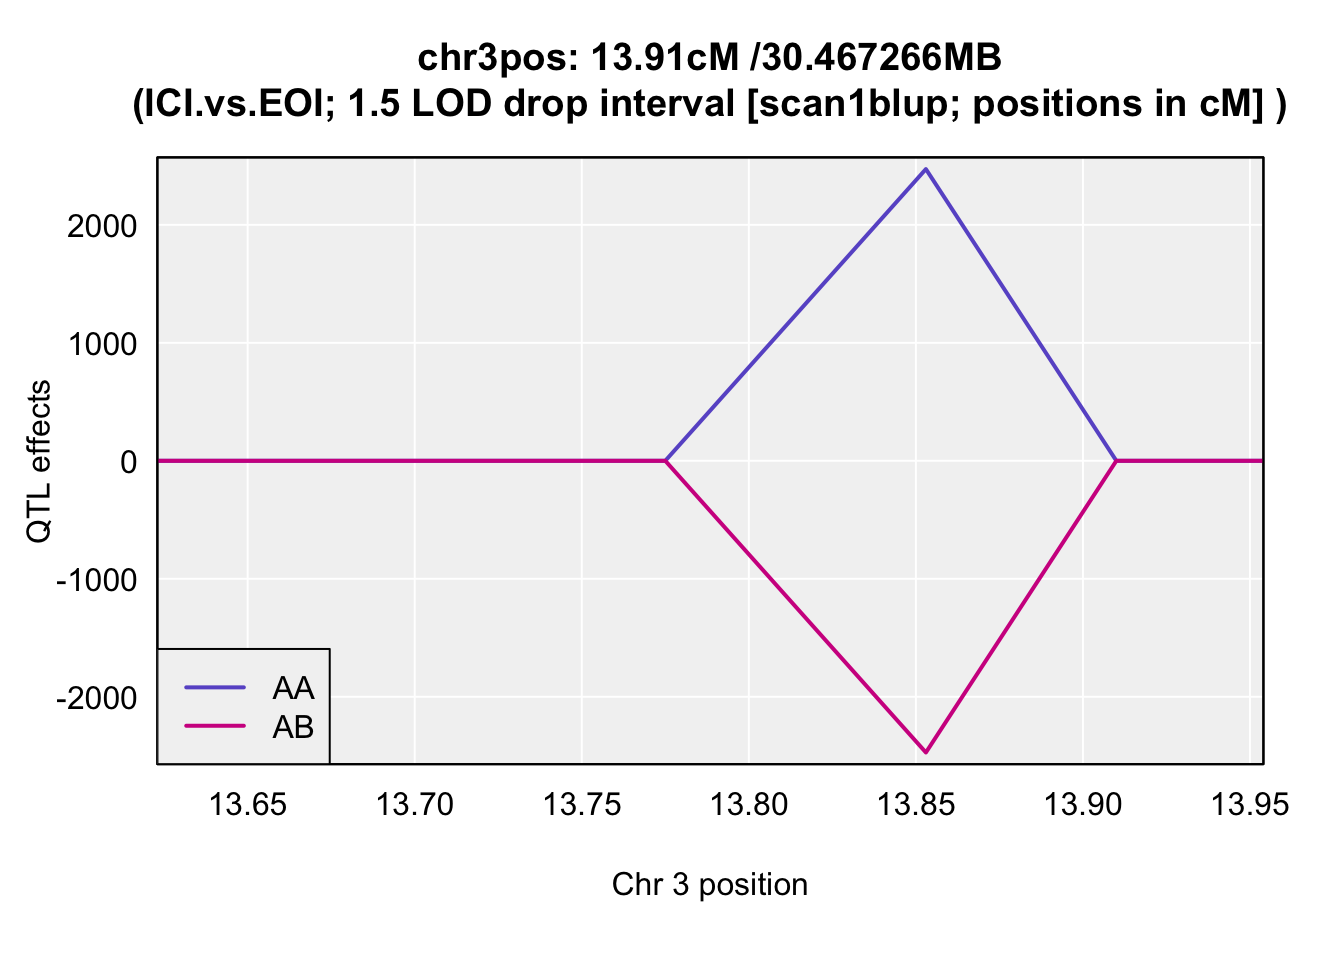 chr3pos: 13.91cM /30.467266MB
(ICI.vs.EOI; 1.5 LOD drop interval [scan1blup; positions in cM] )
QTL effects
2000
1000
0
-1000
-2000
AA
AB
13.65 13.70 13.75 13.80 13.85 13.90 13.95
Chr 3 position